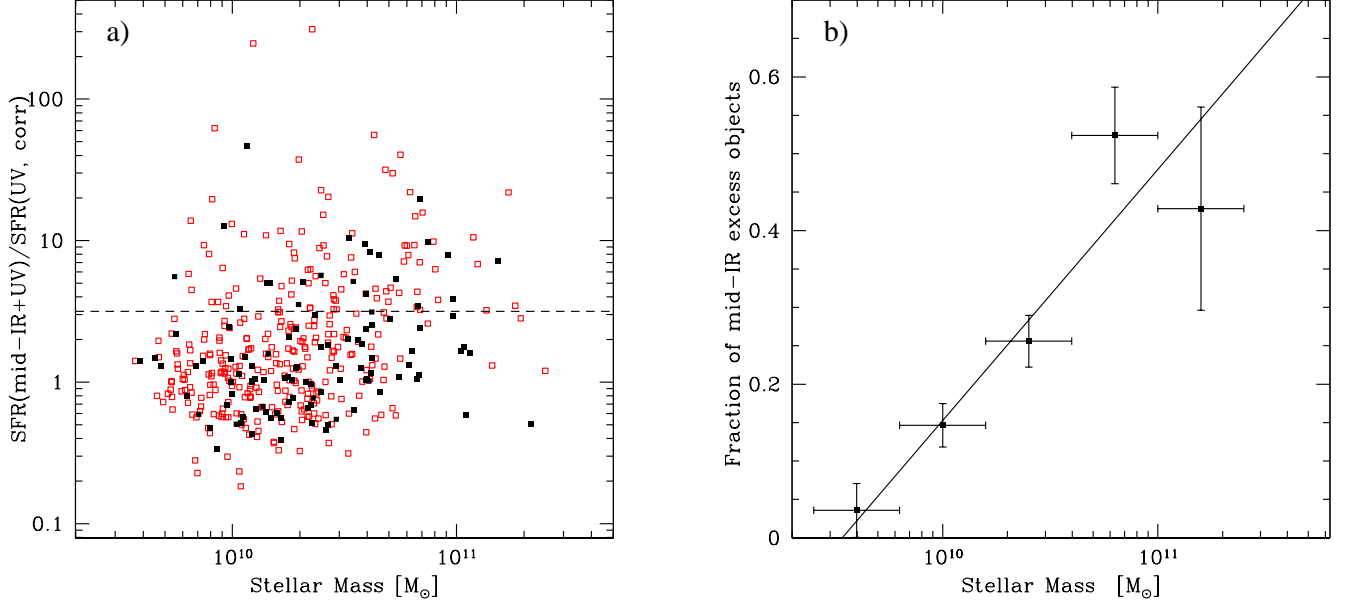 a)
SFR(mid-IR+UV)/SFR(UV, corr)
100
10
1
0.1
10¹⁰
10¹¹
Stellar Mass [M☉]
b)
Fraction of mid-IR excess objects
0.6
0.4
0.2
0
10¹⁰
10¹¹
Stellar Mass [M☉]